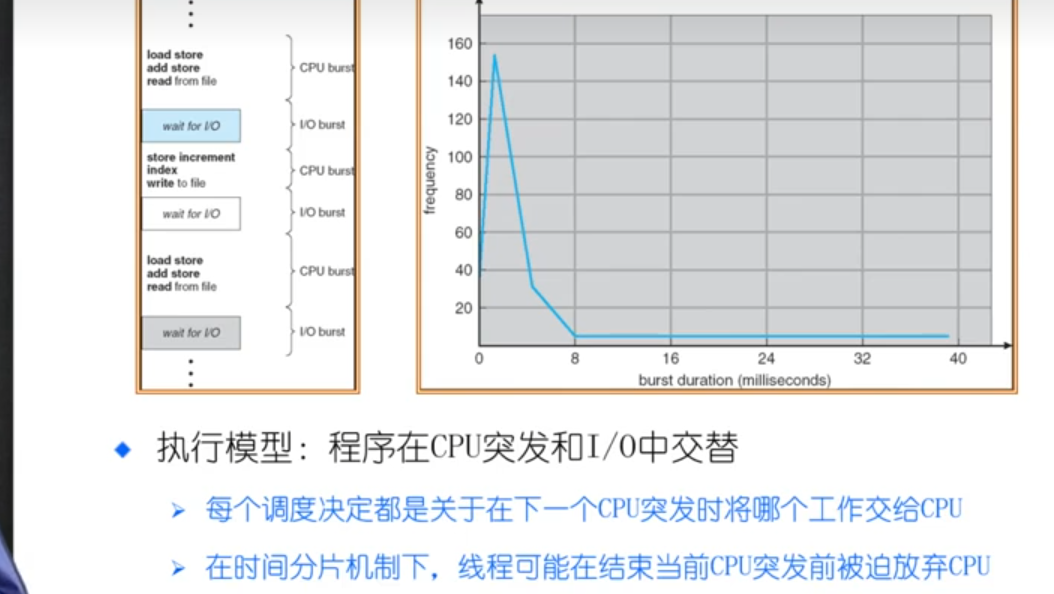 load store
add store
read from file
CPU burst
wait for I/O
I/O burst
store increment
index
write to file
CPU burst
wait for I/O
I/O burst
load store
add store
read from file
CPU burst
wait for I/O
I/O burst
160
140
120
100
80
60
40
20
frequency
0 8 16 24 32 40
burst duration (milliseconds)
执行模型：程序在CPU突发和I/O中交替
每个调度决定都是关于在下一个CPU突发时将哪个工作交给CPU
在时间分片机制下，线程可能在结束当前CPU突发前被迫放弃CPU